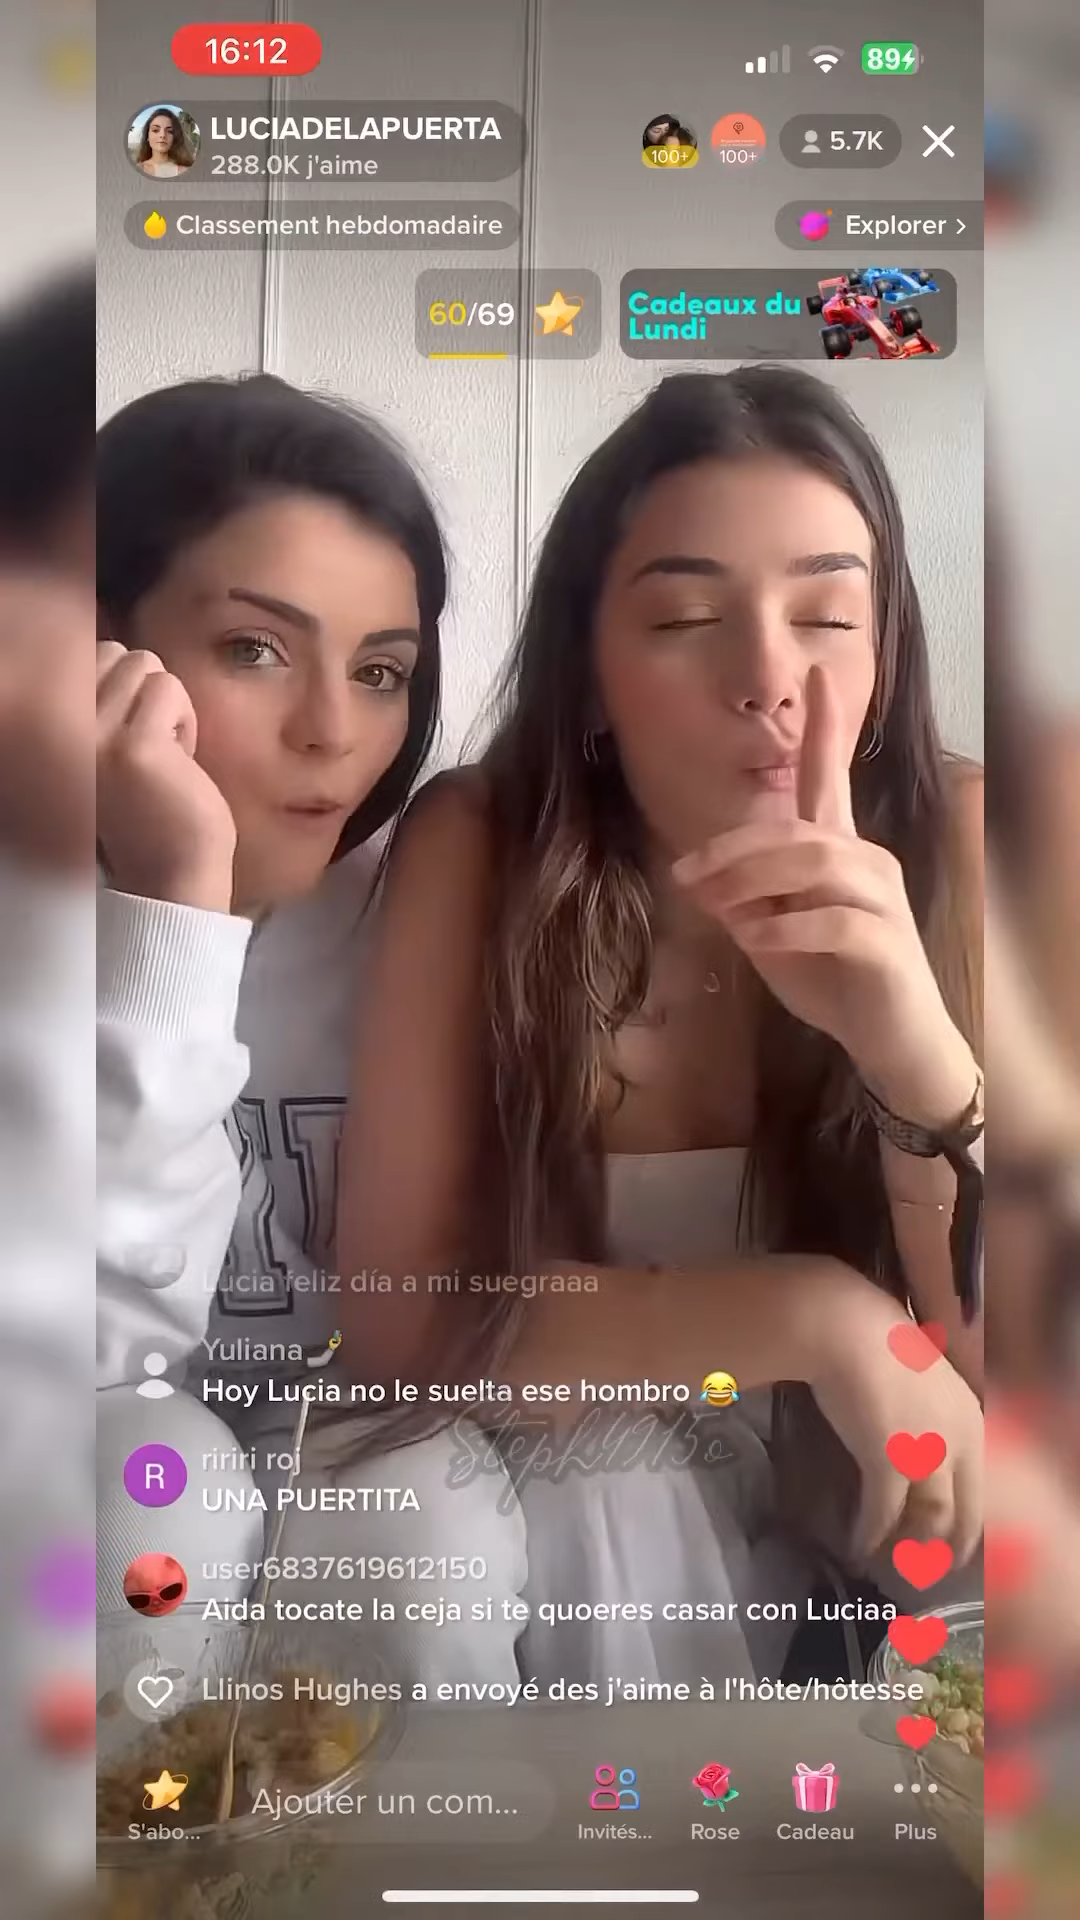 16:12
89
LUCIADELAPUERTA
288.0K j'aime
100+
100+
5.7K
Classement hebdomadaire
Explorer >
60/69
Cadeaux du
Lundi
Lucia feliz día a mi suegraaa
Yuliana
Hoy Lucia no le suelta ese hombro 😂
R
ririri roj
UNA PUERTITA
user6837619612150
Aida tocate la ceja si te quoeres casar con Luciaa
Llinos Hughes a envoyé des j'aime à l'hôte/hôtesse
S'abo...
Ajouter un com...
Invités...
Rose
Cadeau
Plus